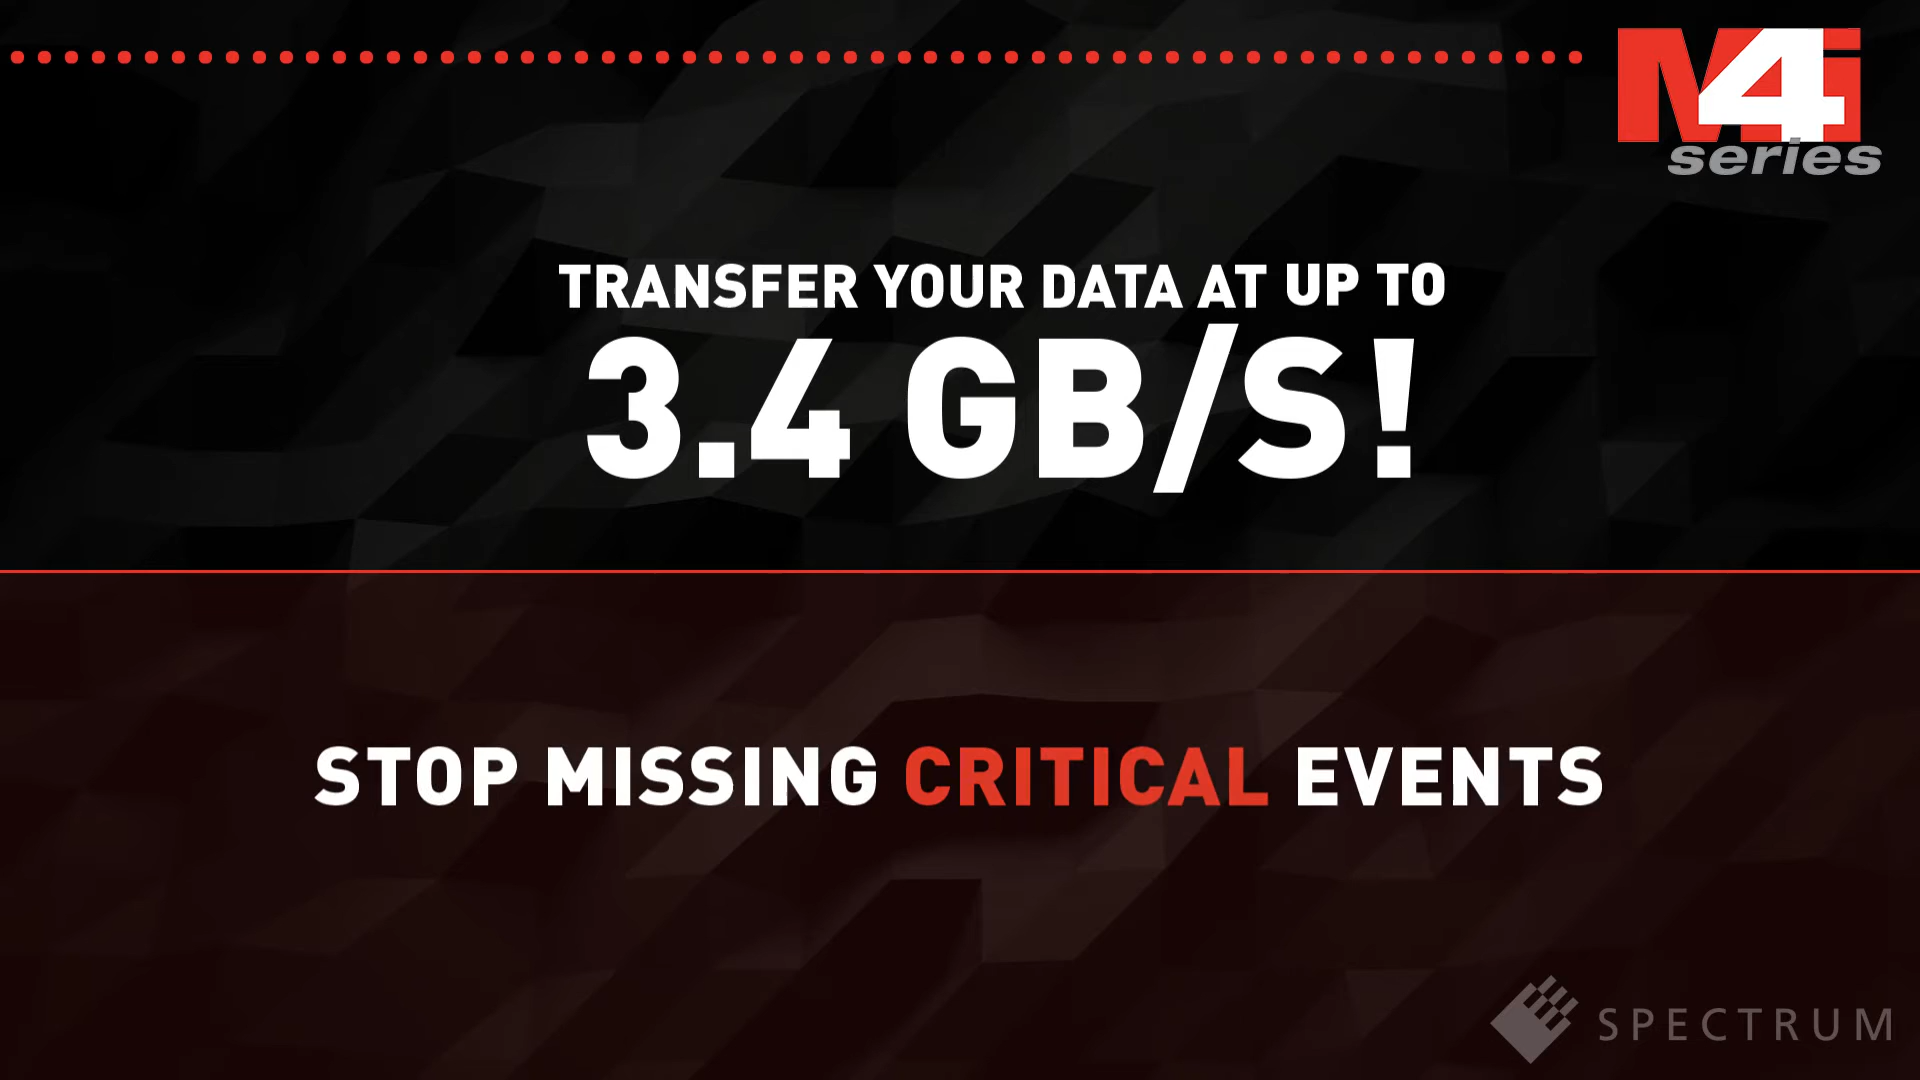 M4i
series
TRANSFER YOUR DATA AT UP TO
3.4 GB/S!
STOP MISSING CRITICAL EVENTS
SPECTRUM